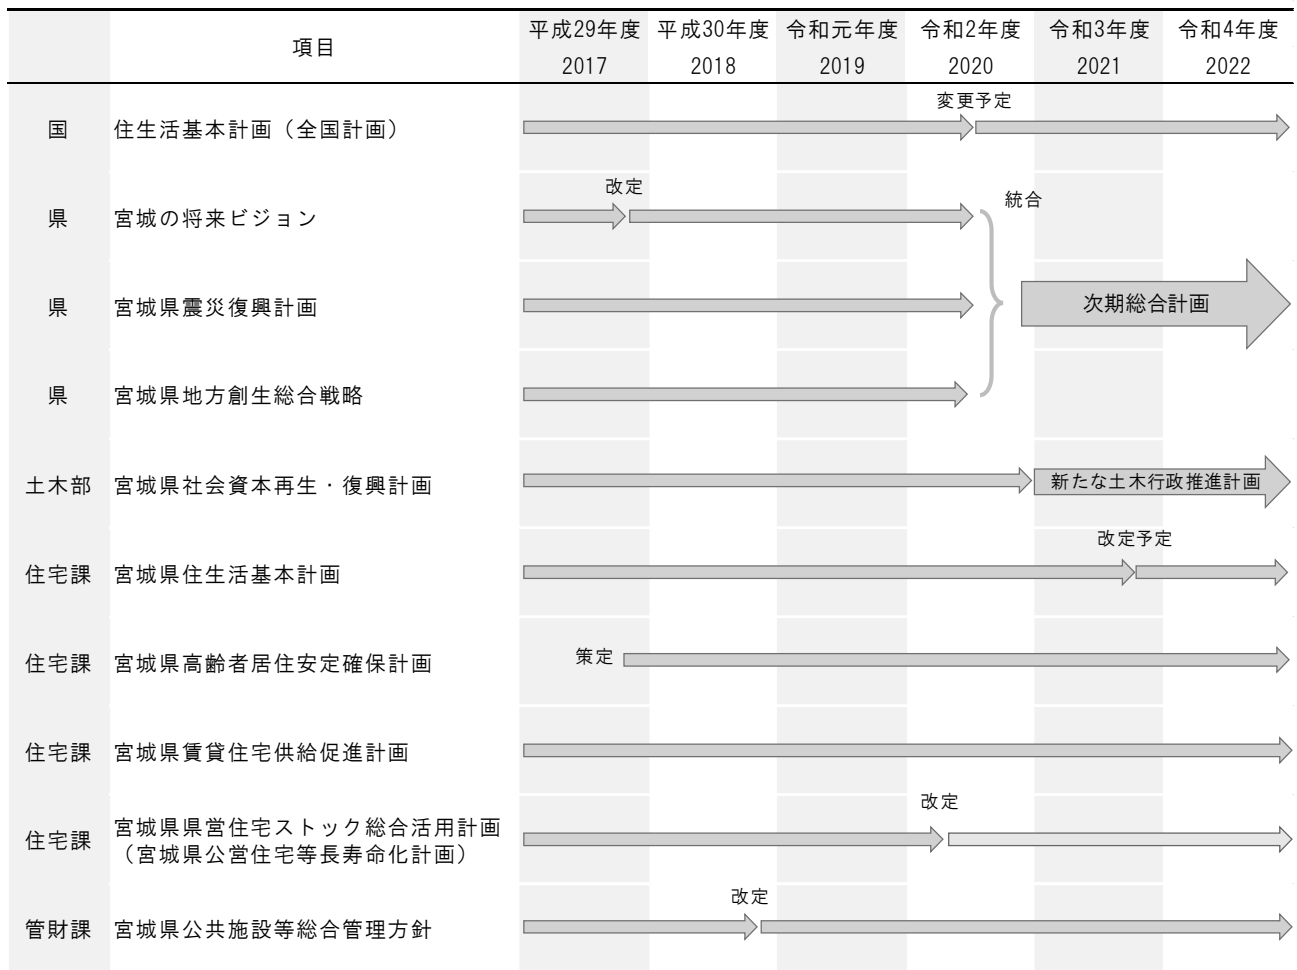 項目
平成29年度 平成30年度 令和元年度 令和2年度 令和3年度 令和4年度
2017 2018 2019 2020 2021 2022
変更予定
国 住生活基本計画（全国計画）
改定
統合
県 宮城の将来ビジョン
県 宮城県震災復興計画
次期総合計画
県 宮城県地方創生総合戦略
土木部 宮城県社会資本再生・復興計画
新たな土木行政推進計画
改定予定
住宅課 宮城県住生活基本計画
住宅課 宮城県高齢者居住安定確保計画
策定
住宅課 宮城県賃貸住宅供給促進計画
改定
住宅課 宮城県県営住宅ストック総合活用計画
（宮城県公営住宅等長寿命化計画）
改定
管財課 宮城県公共施設等総合管理方針